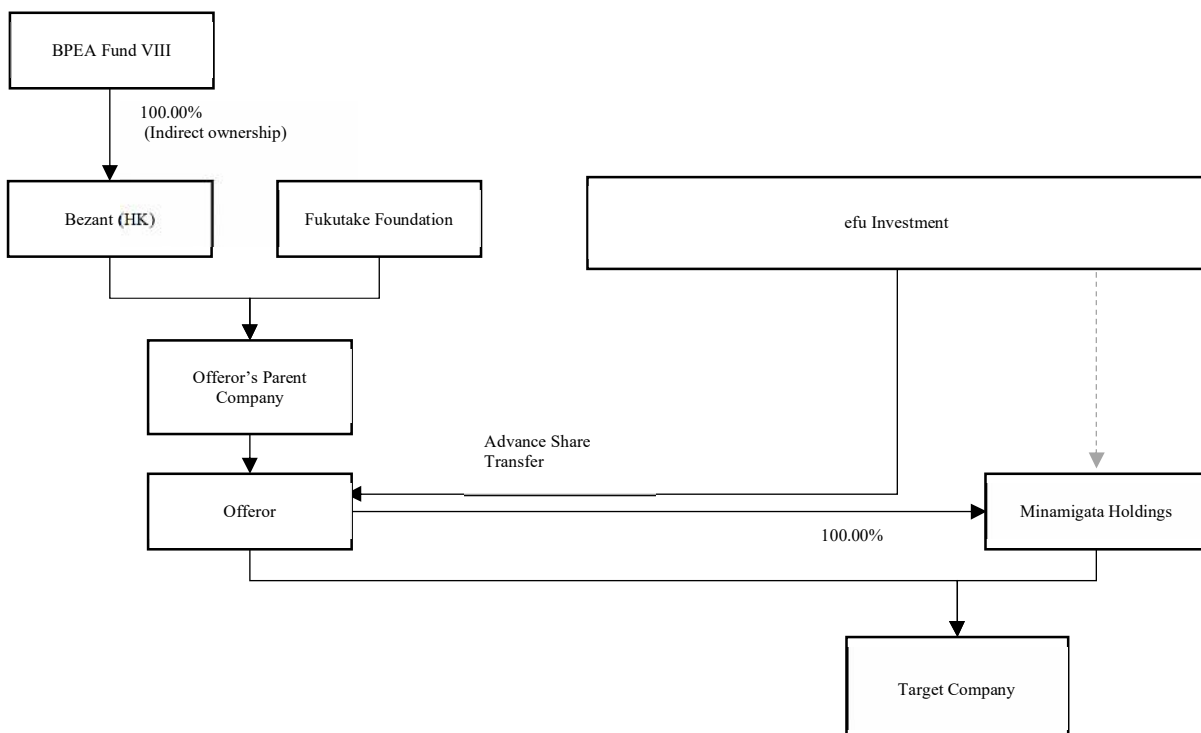 BPEA Fund VIII
100.00%
(Indirect ownership)
Bezant (HK)
Fukutake Foundation
efu Investment
Offeror’s Parent
Company
Advance Share
Transfer
Offeror
Minamigata Holdings
100.00%
Target Company